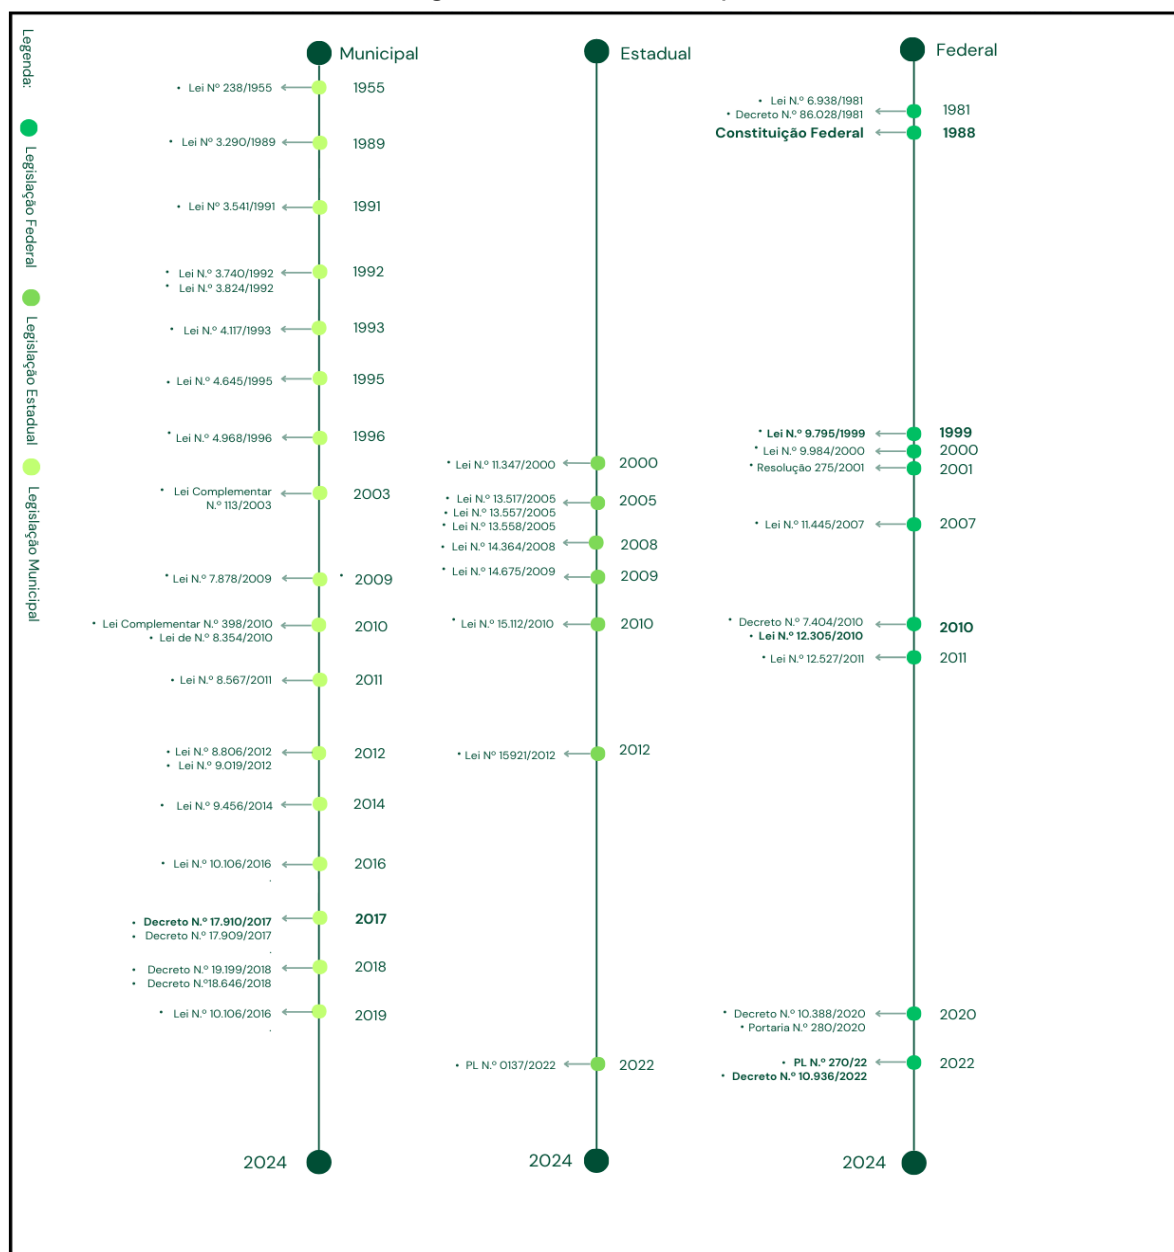 Legenda:
Legislação Federal
Legislação Estadual
Legislação Municipal
Municipal
• Lei Nº 238/1955
1955
• Lei Nº 3.290/1989
1989
• Lei Nº 3.541/1991
1991
• Lei N.º 3.740/1992
• Lei N.º 3.824/1992
1992
• Lei N.º 4.117/1993
1993
• Lei N.º 4.645/1995
1995
• Lei N.º 4.968/1996
1996
• Lei Complementar
N.º 113/2003
2003
• Lei N.º 7.878/2009
• 2009
• Lei Complementar N.º 398/2010
• Lei de N.º 8.354/2010
2010
• Lei N.º 8.567/2011
2011
• Lei N.º 8.806/2012
• Lei N.º 9.019/2012
2012
• Lei N.º 9.456/2014
2014
• Lei N.º 10.106/2016
.
2016
• Decreto N.º 17.910/2017
• Decreto N.º 17.909/2017
.
2017
• Decreto N.º 19.199/2018
• Decreto N.º18.646/2018
2018
• Lei N.º 10.106/2016
.
2019
2024
Estadual
• Lei N.º 11.347/2000
2000
• Lei N.º 13.517/2005
• Lei N.º 13.557/2005
• Lei N.º 13.558/2005
2005
• Lei N.º 14.364/2008
2008
• Lei N.º 14.675/2009
2009
• Lei N.º 15.112/2010
2010
• Lei Nº 15921/2012
2012
• PL N.º 0137/2022
2022
2024
Federal
• Lei N.º 6.938/1981
• Decreto N.º 86.028/1981
1981
Constituição Federal
1988
• Lei N.º 9.795/1999
1999
• Lei N.º 9.984/2000
2000
• Resolução 275/2001
2001
• Lei N.º 11.445/2007
2007
• Decreto N.º 7.404/2010
• Lei N.º 12.305/2010
2010
• Lei N.º 12.527/2011
2011
• Decreto N.º 10.388/2020
• Portaria N.º 280/2020
2020
• PL N.º 270/22
• Decreto N.º 10.936/2022
2022
2024